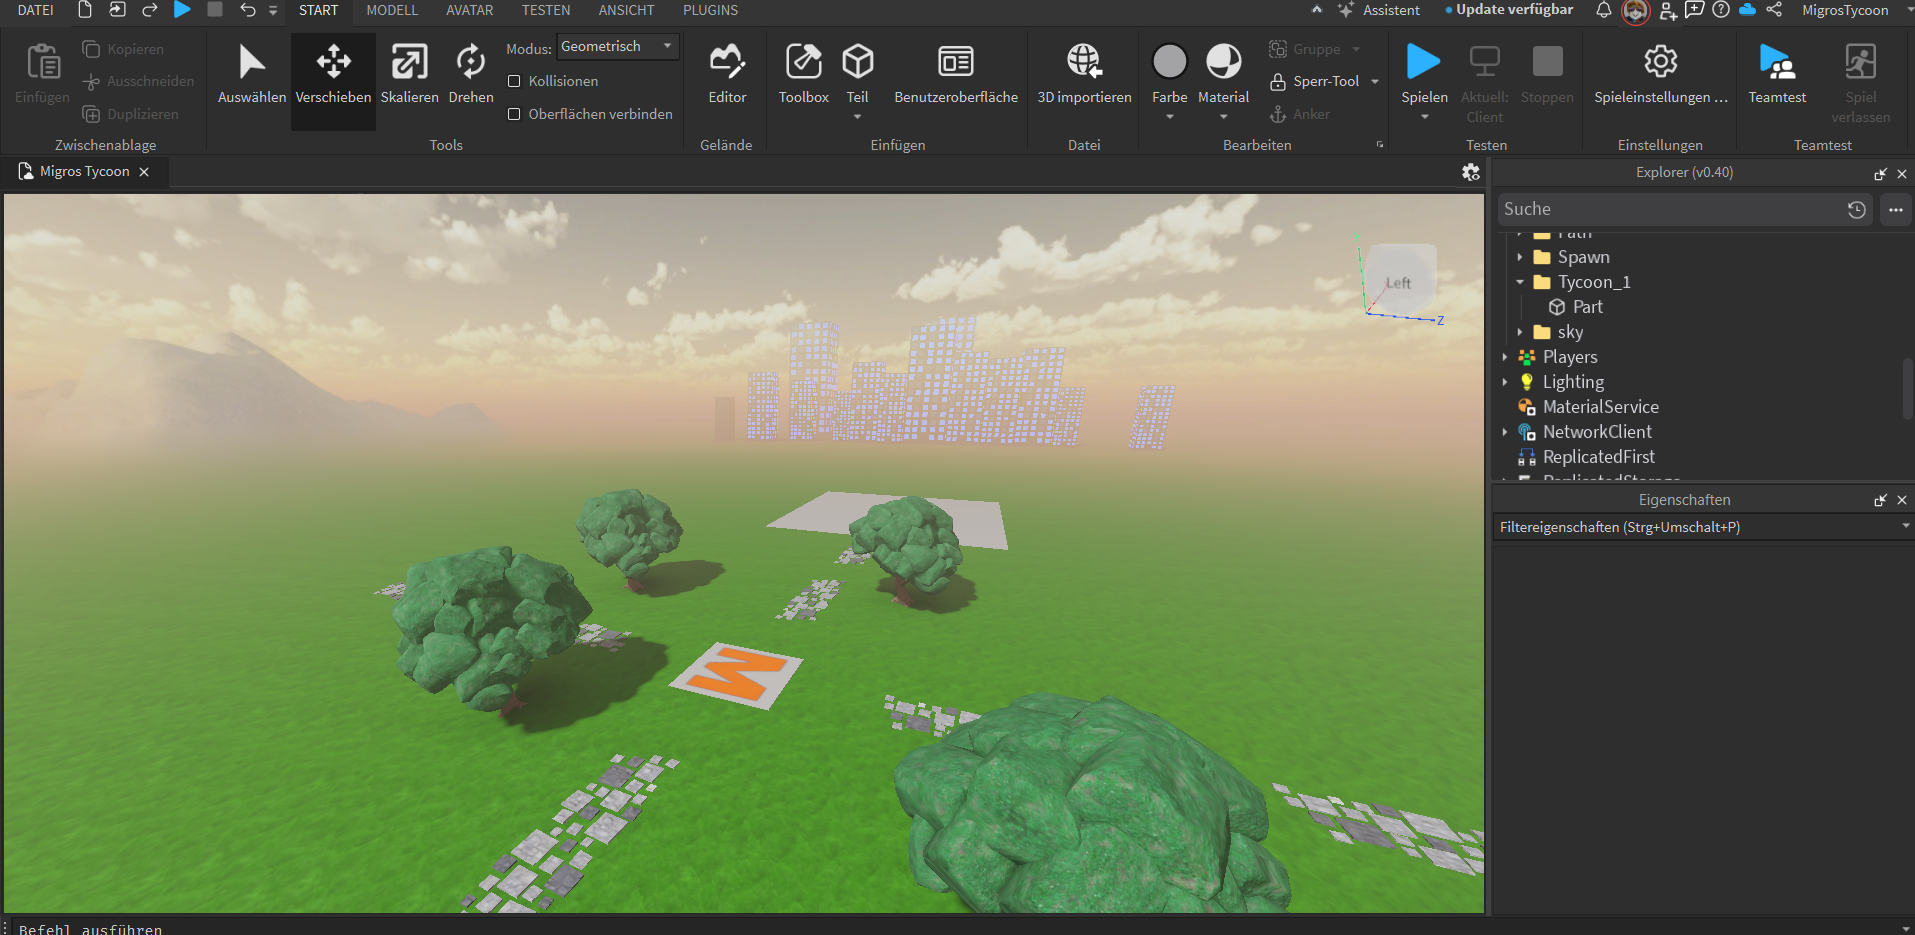 DATEI
START
MODELL
AVATAR
TESTEN
ANSICHT
PLUGINS
Assistent
Update verfügbar
MigrosTycoon
Einfügen
Kopieren
Ausschneiden
Duplizieren
Zwischenablage
Auswählen
Verschieben
Skalieren
Drehen
Modus: Geometrisch
Kollisionen
Oberflächen verbinden
Tools
Editor
Gelände
Toolbox
Teil
Benutzeroberfläche
Einfügen
3D importieren
Datei
Farbe
Material
Gruppe
Sperr-Tool
Anker
Bearbeiten
Spielen
Aktuell:
Client
Stoppen
Testen
Spieleinstellungen ...
Einstellungen
Teamtest
Spiel
verlassen
Teamtest
Migros Tycoon
Left
Z
M
Explorer (v0.40)
Suche
Path
Spawn
Tycoon_1
Part
sky
Players
Lighting
MaterialService
NetworkClient
ReplicatedFirst
ReplicatedStorage
Eigenschaften
Filtereigenschaften (Strg+Umschalt+P)
Befehl ausführen